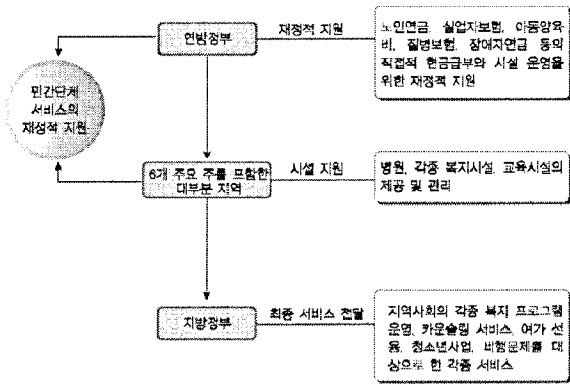 연방정부
재정적 지원
노인연금, 실업자보험, 아동양육
비, 질병보험, 장애자연금 등의
직접적 현금급부와 시설 운영을
위한 재정적 지원
민간단체
서비스의
재정적 지원
6개 주요 주를 포함한
대부분 지역
시설 지원
병원, 각종 복지시설, 교육시설의
제공 및 관리
지방정부
최종 서비스 전달
지역사회의 각종 복지 프로그램
운영, 카운슬링 서비스, 여가 선
용, 청소년사업, 비행문제를 대
상으로 한 각종 서비스